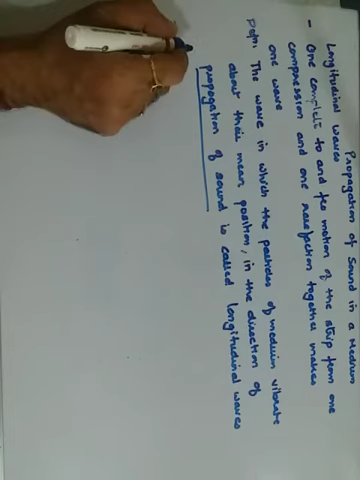 Propagation of Sound in a Medium
Longitudinal waves
- One complete to and fro motion of the strip from one
compression and one rarefaction together makes
one wave
Defn: The wave in which the particles of medium vibrate
about their mean position, in the direction of
propagation of sound is called longitudinal waves